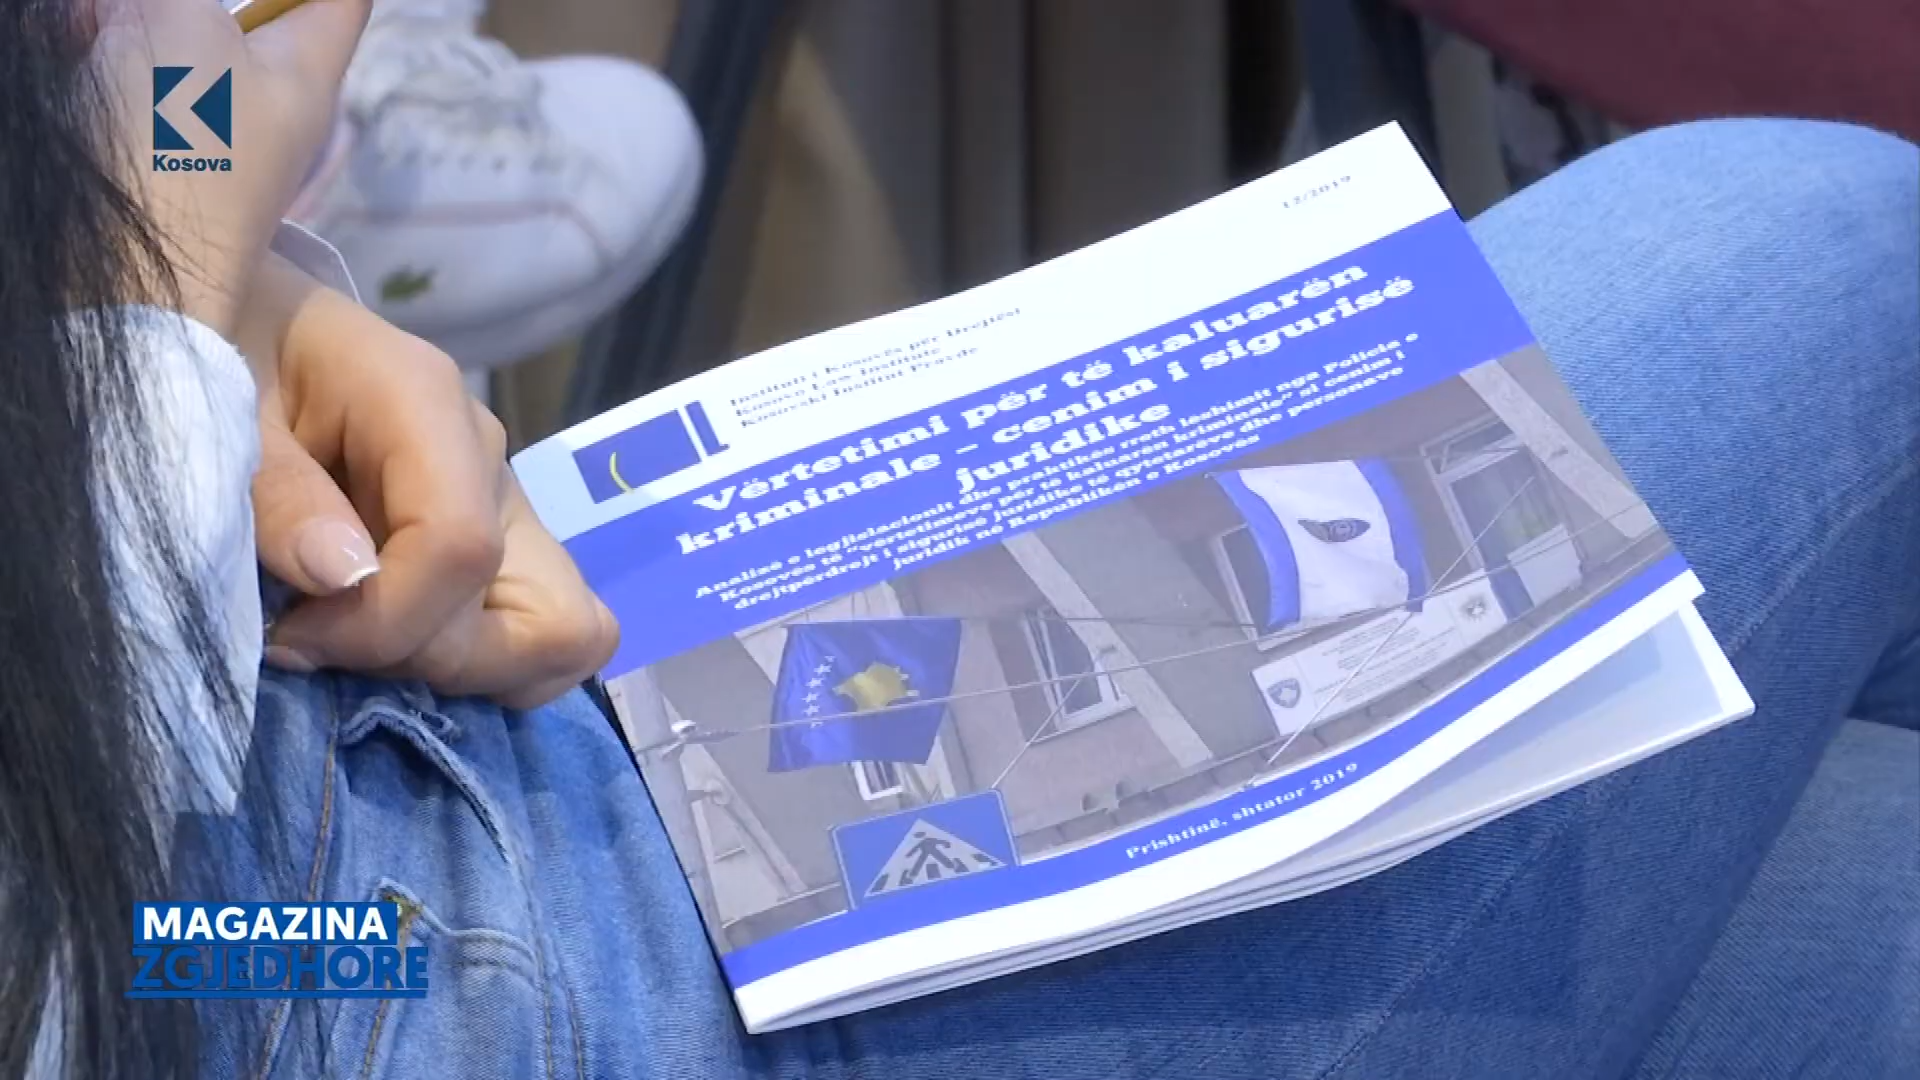 Kosova
12/2019
Instituti i Kosovës për Drejtësi
Kosovo Law Institute
Kosovski Institut Pravde
Vërtetimi për të kaluarën
kriminale – cenim i sigurisë
juridike
Analizë e legjislacionit dhe praktikës rreth lëshimit nga Policia e
Kosovës të “vërtetimeve për të kaluarën kriminale” si cenim i
drejtpërdrejt i sigurisë juridike të qytetarëve dhe personave
juridik në Republikën e Kosovës
Prishtinë, shtator 2019
MAGAZINA
ZGJEDHORE